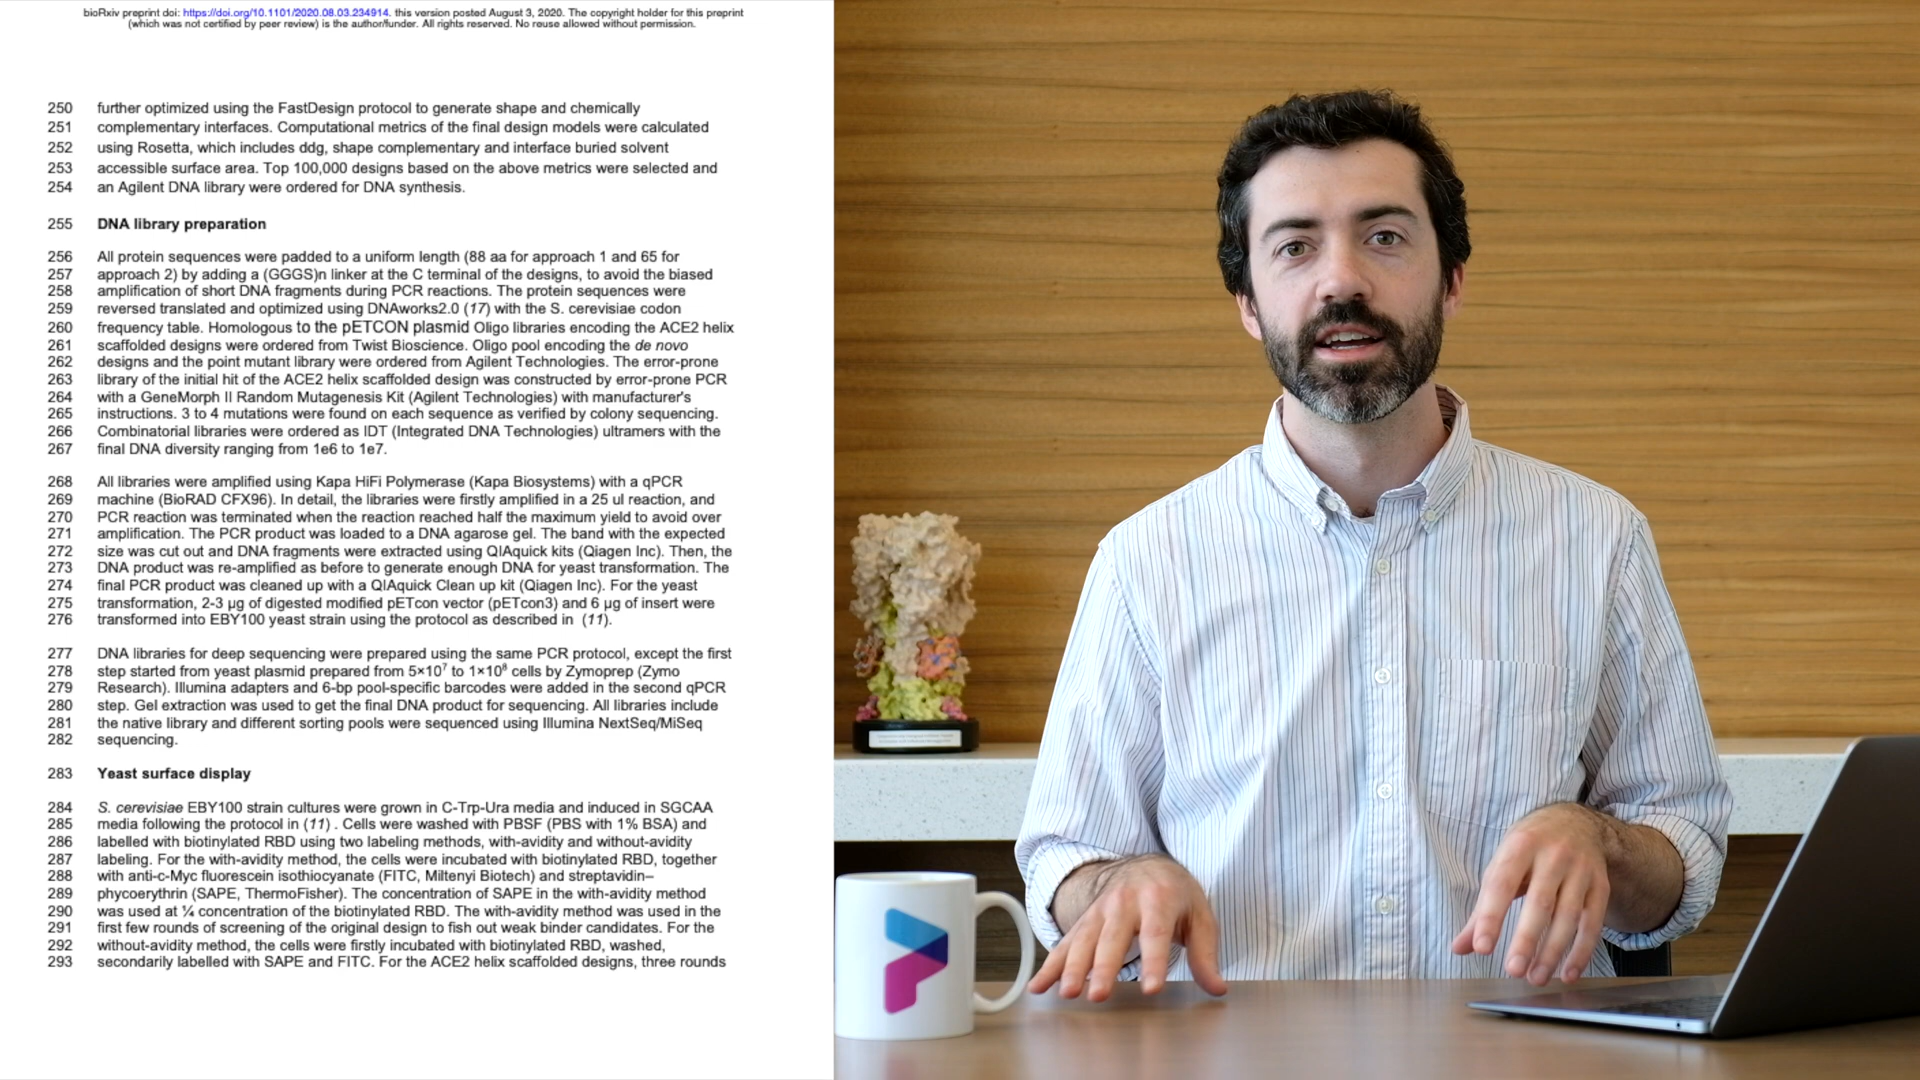 bioRxiv preprint doi: https://doi.org/10.1101/2020.08.03.234914. this version posted August 3, 2020. The copyright holder for this preprint
(which was not certified by peer review) is the author/funder. All rights reserved. No reuse allowed without permission.
250 further optimized using the FastDesign protocol to generate shape and chemically
251 complementary interfaces. Computational metrics of the final design models were calculated
252 using Rosetta, which includes ddg, shape complementary and interface buried solvent
253 accessible surface area. Top 100,000 designs based on the above metrics were selected and
254 an Agilent DNA library were ordered for DNA synthesis.
255 DNA library preparation
256 All protein sequences were padded to a uniform length (88 aa for approach 1 and 65 for
257 approach 2) by adding a (GGGS)n linker at the C terminal of the designs, to avoid the biased
258 amplification of short DNA fragments during PCR reactions. The protein sequences were
259 reversed translated and optimized using DNAworks2.0 (17) with the S. cerevisiae codon
260 frequency table. Homologous to the pETCON plasmid Oligo libraries encoding the ACE2 helix
261 scaffolded designs were ordered from Twist Bioscience. Oligo pool encoding the de novo
262 designs and the point mutant library were ordered from Agilent Technologies. The error-prone
263 library of the initial hit of the ACE2 helix scaffolded design was constructed by error-prone PCR
264 with a GeneMorph II Random Mutagenesis Kit (Agilent Technologies) with manufacturer's
265 instructions. 3 to 4 mutations were found on each sequence as verified by colony sequencing.
266 Combinatorial libraries were ordered as IDT (Integrated DNA Technologies) ultramers with the
267 final DNA diversity ranging from 1e6 to 1e7.
268 All libraries were amplified using Kapa HiFi Polymerase (Kapa Biosystems) with a qPCR
269 machine (BioRAD CFX96). In detail, the libraries were firstly amplified in a 25 ul reaction, and
270 PCR reaction was terminated when the reaction reached half the maximum yield to avoid over
271 amplification. The PCR product was loaded to a DNA agarose gel. The band with the expected
272 size was cut out and DNA fragments were extracted using QIAquick kits (Qiagen Inc). Then, the
273 DNA product was re-amplified as before to generate enough DNA for yeast transformation. The
274 final PCR product was cleaned up with a QIAquick Clean up kit (Qiagen Inc). For the yeast
275 transformation, 2-3 µg of digested modified pETcon vector (pETcon3) and 6 µg of insert were
276 transformed into EBY100 yeast strain using the protocol as described in (11).
277 DNA libraries for deep sequencing were prepared using the same PCR protocol, except the first
278 step started from yeast plasmid prepared from 5×10⁷ to 1×10⁸ cells by Zymoprep (Zymo
279 Research). Illumina adapters and 6-bp pool-specific barcodes were added in the second qPCR
280 step. Gel extraction was used to get the final DNA product for sequencing. All libraries include
281 the native library and different sorting pools were sequenced using Illumina NextSeq/MiSeq
282 sequencing.
283 Yeast surface display
284 S. cerevisiae EBY100 strain cultures were grown in C-Trp-Ura media and induced in SGCAA
285 media following the protocol in (11) . Cells were washed with PBSF (PBS with 1% BSA) and
286 labelled with biotinylated RBD using two labeling methods, with-avidity and without-avidity
287 labeling. For the with-avidity method, the cells were incubated with biotinylated RBD, together
288 with anti-c-Myc fluorescein isothiocyanate (FITC, Miltenyi Biotech) and streptavidin–
289 phycoerythrin (SAPE, ThermoFisher). The concentration of SAPE in the with-avidity method
290 was used at ¼ concentration of the biotinylated RBD. The with-avidity method was used in the
291 first few rounds of screening of the original design to fish out weak binder candidates. For the
292 without-avidity method, the cells were firstly incubated with biotinylated RBD, washed,
293 secondarily labelled with SAPE and FITC. For the ACE2 helix scaffolded designs, three rounds